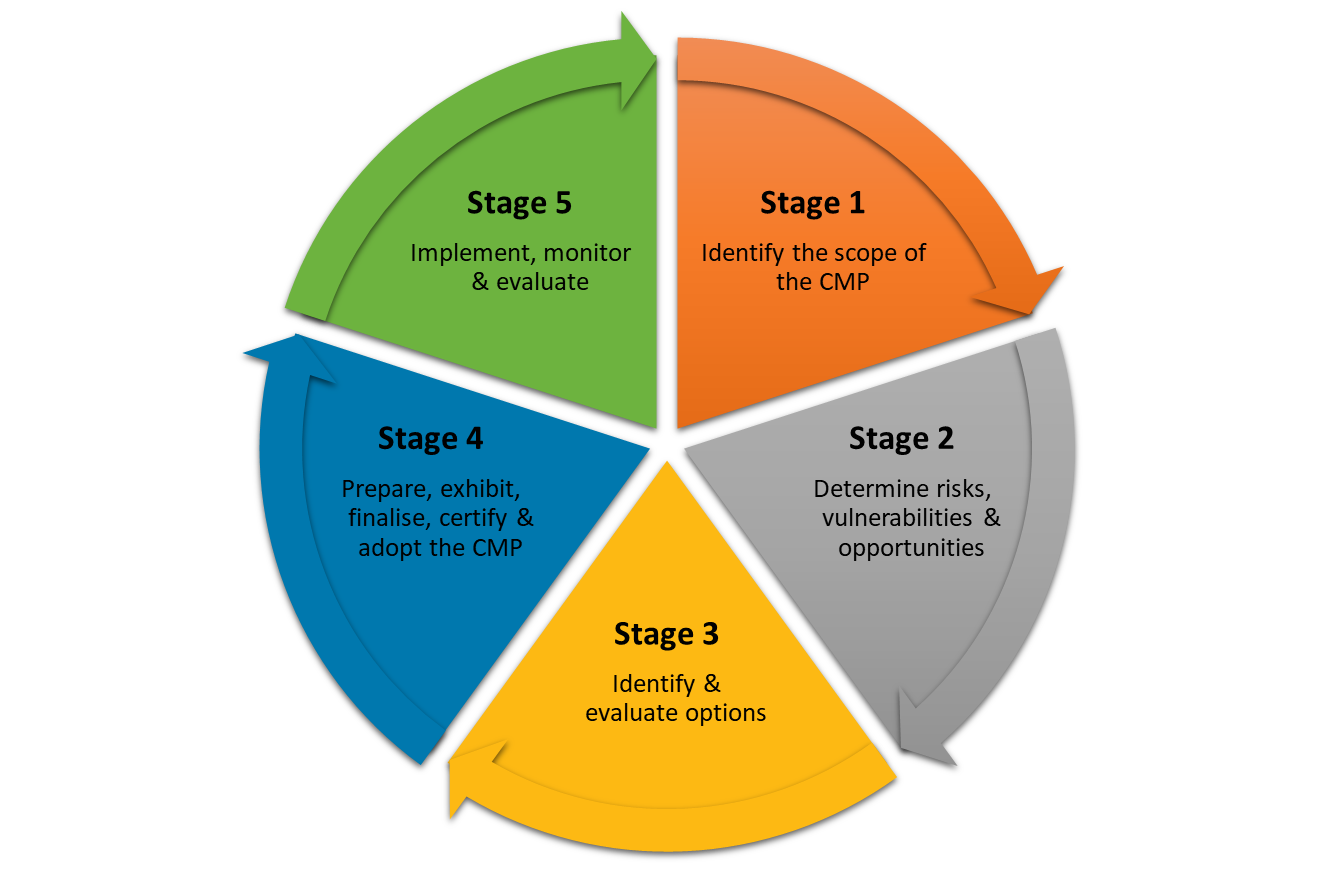 Stage 1
Identify the scope of
the CMP
Stage 2
Determine risks,
vulnerabilities &
opportunities
Stage 3
Identify &
evaluate options
Stage 4
Prepare, exhibit,
finalise, certify &
adopt the CMP
Stage 5
Implement, monitor
& evaluate